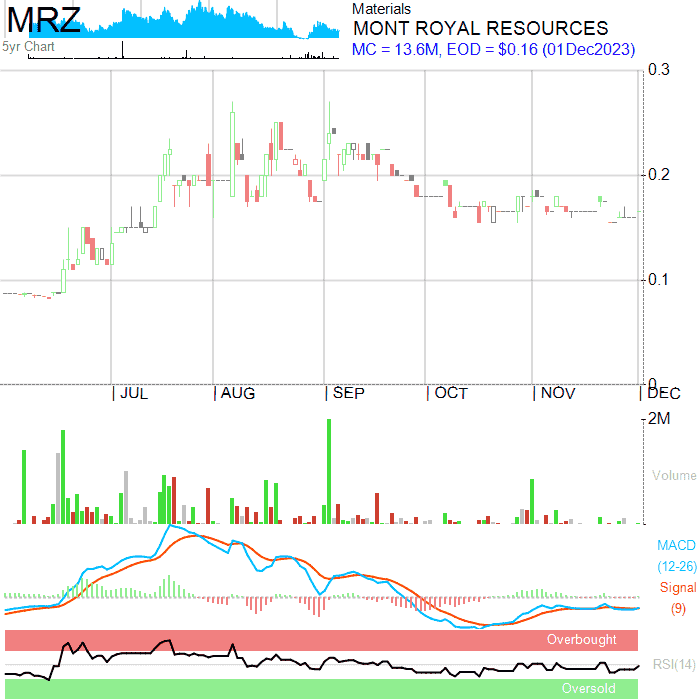 MRZ
Materials
MONT ROYAL RESOURCES
5yr Chart
MC = 13.6M, EOD = $0.16 (01Dec2023)
0.3
0.2
0.1
0
JUL AUG SEP OCT NOV DEC
2M
Volume
MACD
(12-26)
Signal
(9)
Overbought
RSI(14)
Oversold